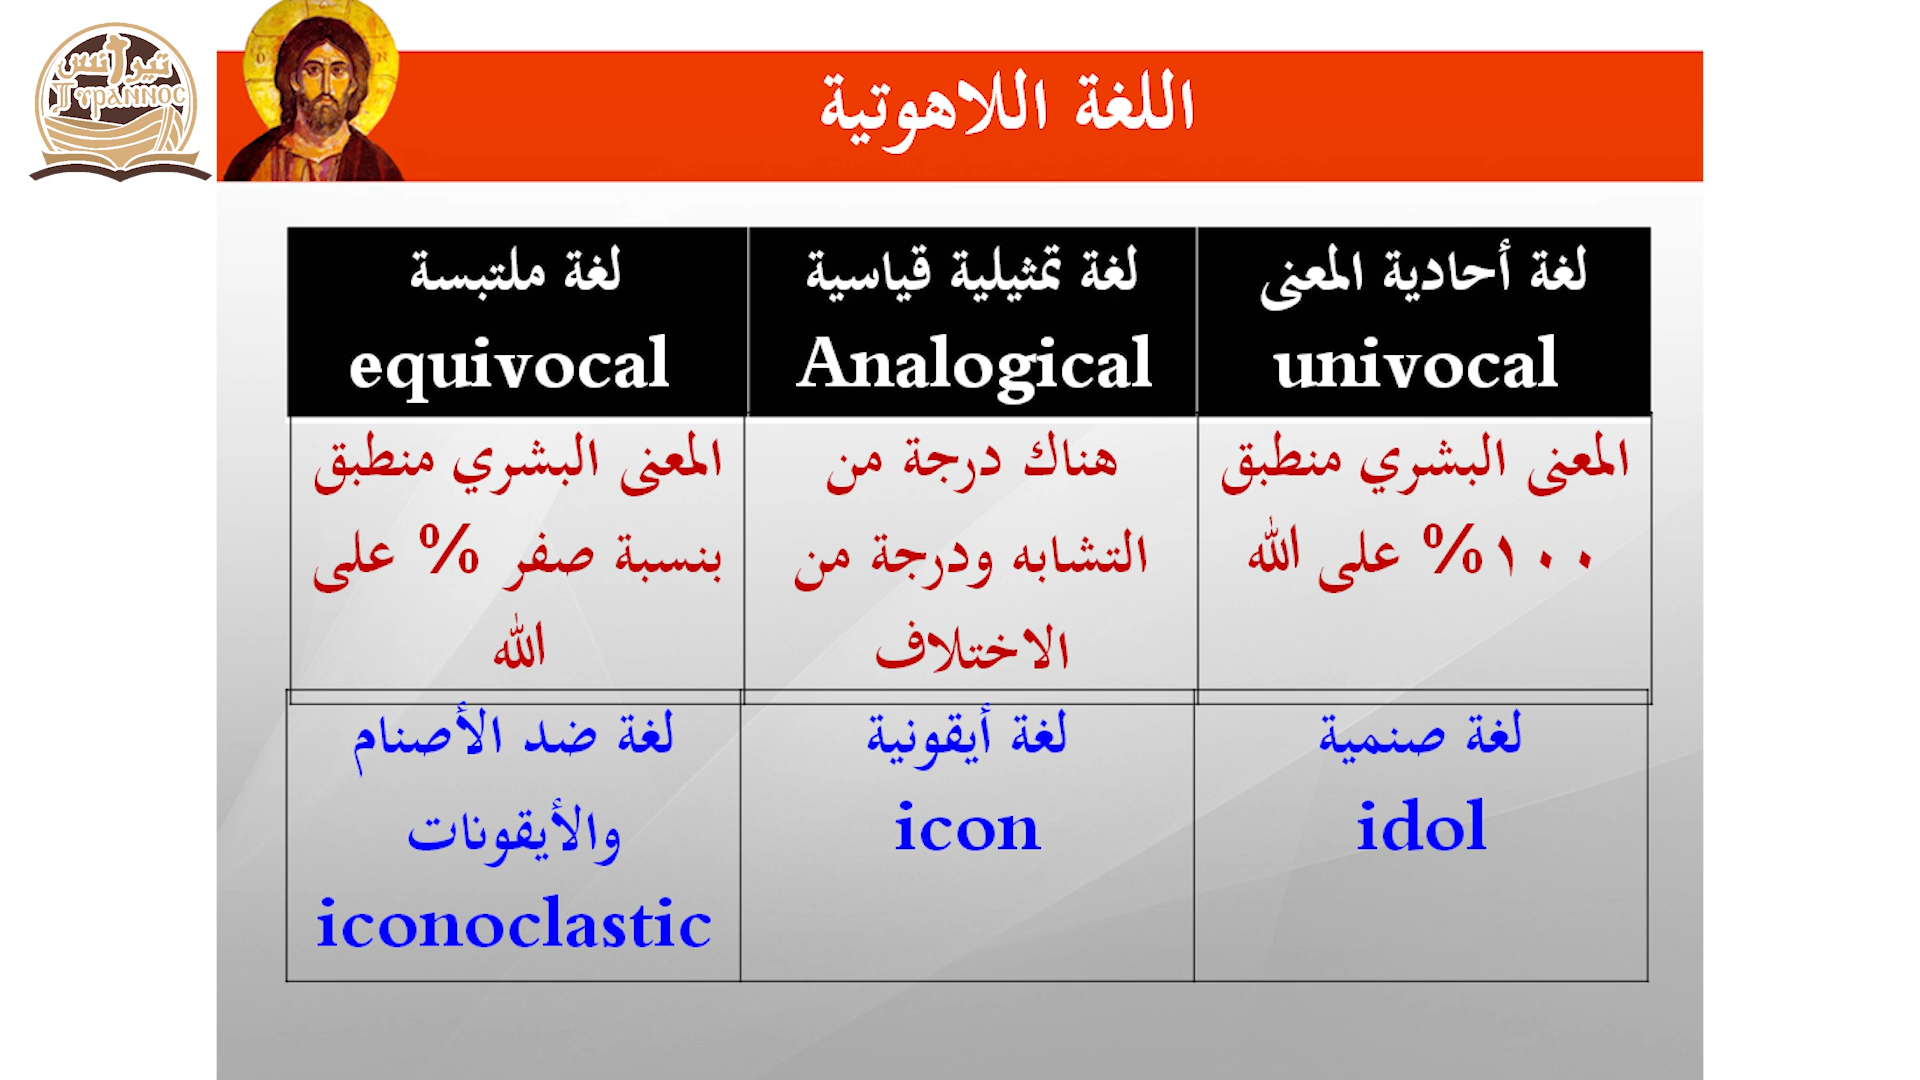 تيرانس
Τυραννος
اللغة اللاهوتية
لغة أحادية المعنى
univocal
لغة تمثيلية قياسية
Analogical
لغة ملتبسة
equivocal
المعنى البشري منطبق
١٠٠% على الله
هناك درجة من
التشابه ودرجة من
الاختلاف
المعنى البشري منطبق
بنسبة صفر % على
الله
لغة صنمية
idol
لغة أيقونية
icon
لغة ضد الأصنام
والأيقونات
iconoclastic